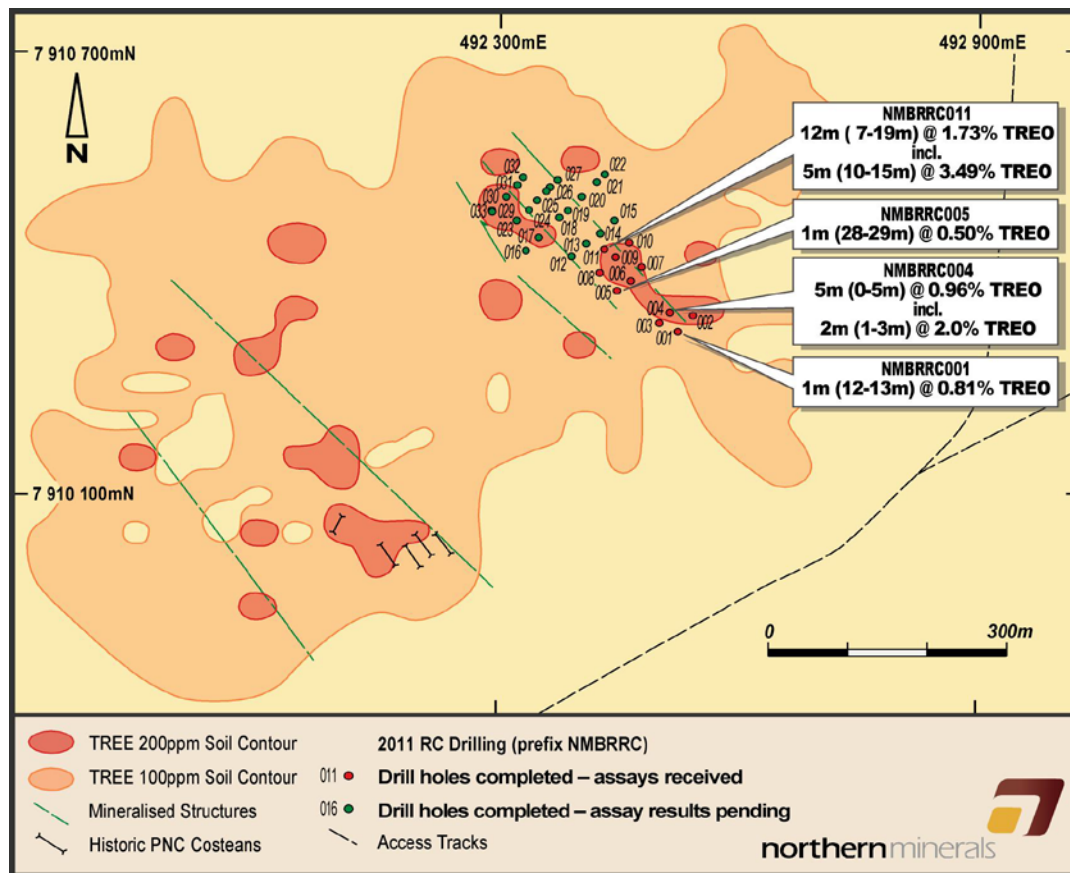 7 910 700mN
492 300mE
492 900mE
N
NMBRRC011
12m ( 7-19m) @ 1.73% TREO
incl.
5m (10-15m) @ 3.49% TREO
NMBRRC005
1m (28-29m) @ 0.50% TREO
NMBRRC004
5m (0-5m) @ 0.96% TREO
incl.
2m (1-3m) @ 2.0% TREO
NMBRRC001
1m (12-13m) @ 0.81% TREO
032
027
022
031
026
021
030
025
020
033
029
024
019
015
023
017
018
014
010
016
013
011
009
012
008
007
006
005
004
002
003
001
7 910 100mN
0
300m
TREE 200ppm Soil Contour
TREE 100ppm Soil Contour
Mineralised Structures
Historic PNC Costeans
2011 RC Drilling (prefix NMBRRC)
011 Drill holes completed – assays received
016 Drill holes completed – assay results pending
Access Tracks
northernminerals